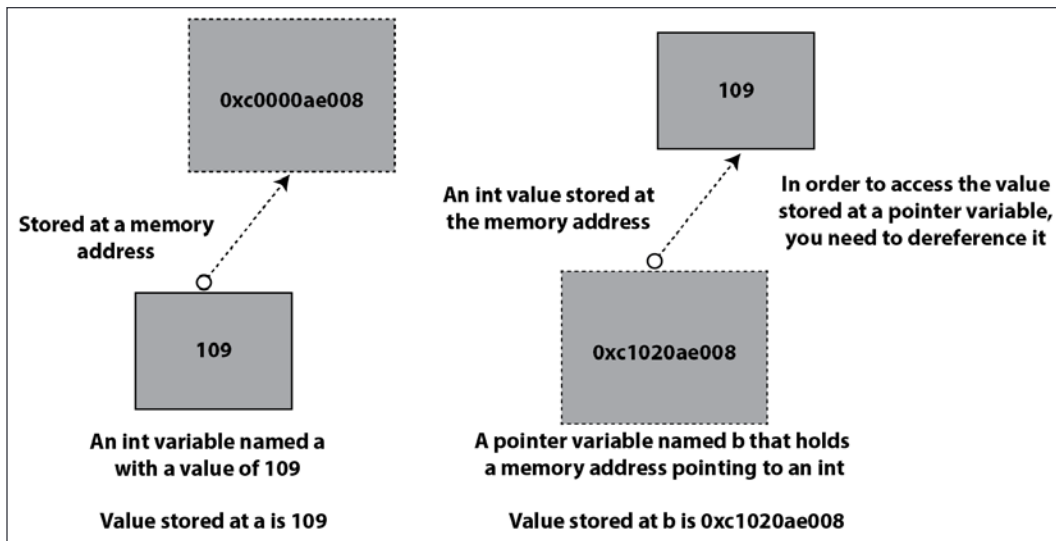 0xc0000ae008
Stored at a memory
address
109
An int variable named a
with a value of 109
Value stored at a is 109
109
An int value stored at
the memory address
In order to access the value
stored at a pointer variable,
you need to dereference it
0xc1020ae008
A pointer variable named b that holds
a memory address pointing to an int
Value stored at b is 0xc1020ae008